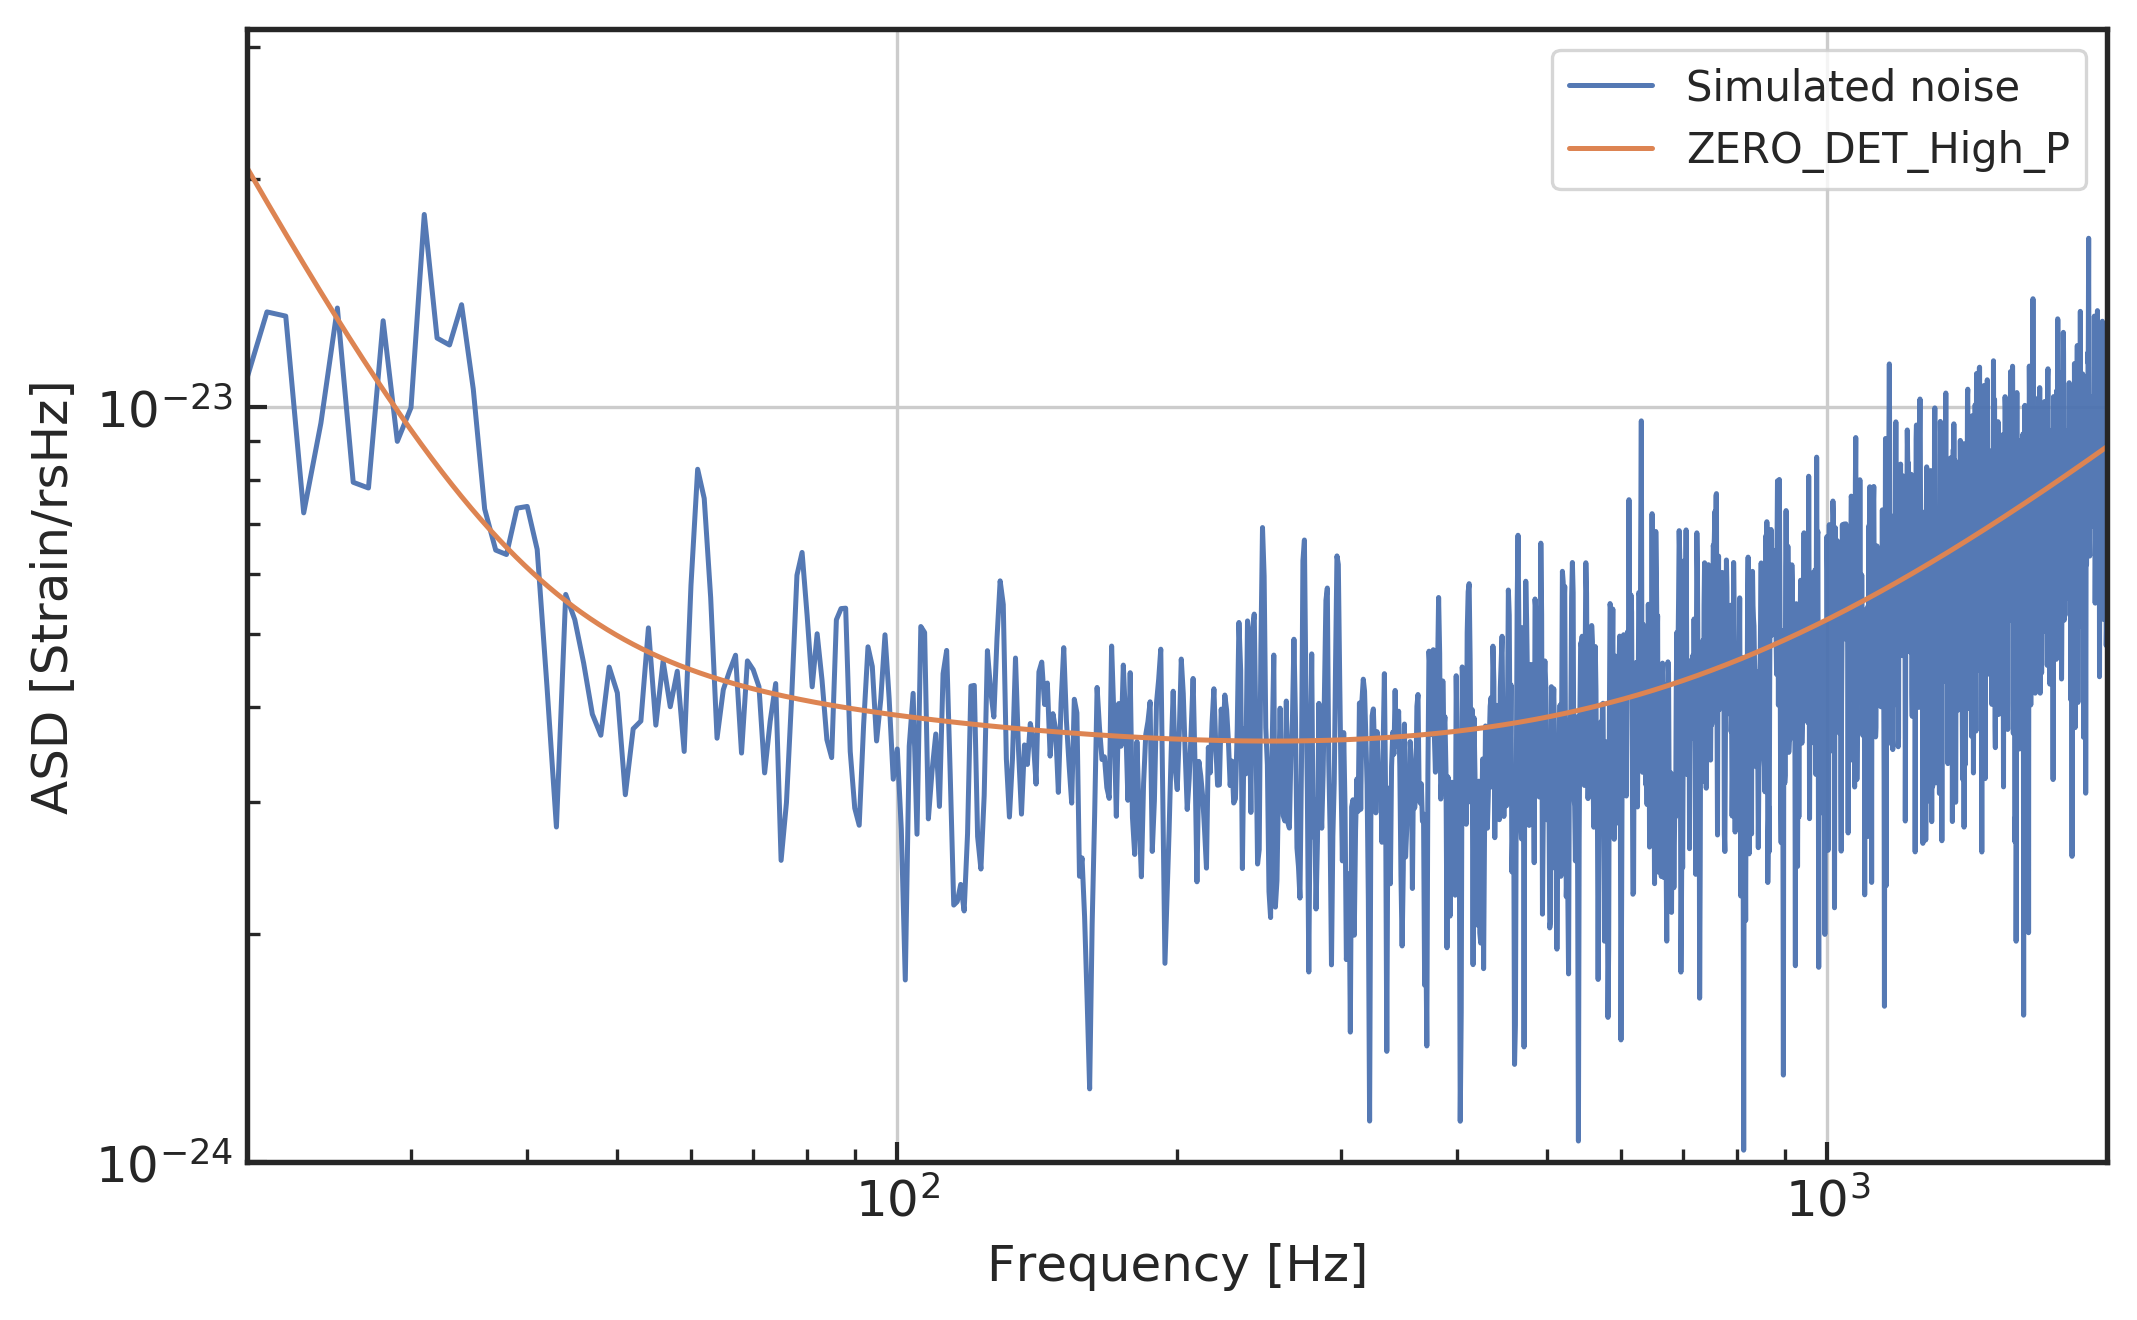 Simulated noise
ZERO_DET_High_P
ASD [Strain/rsHz]
10⁻²³
10⁻²⁴
10²
10³
Frequency [Hz]